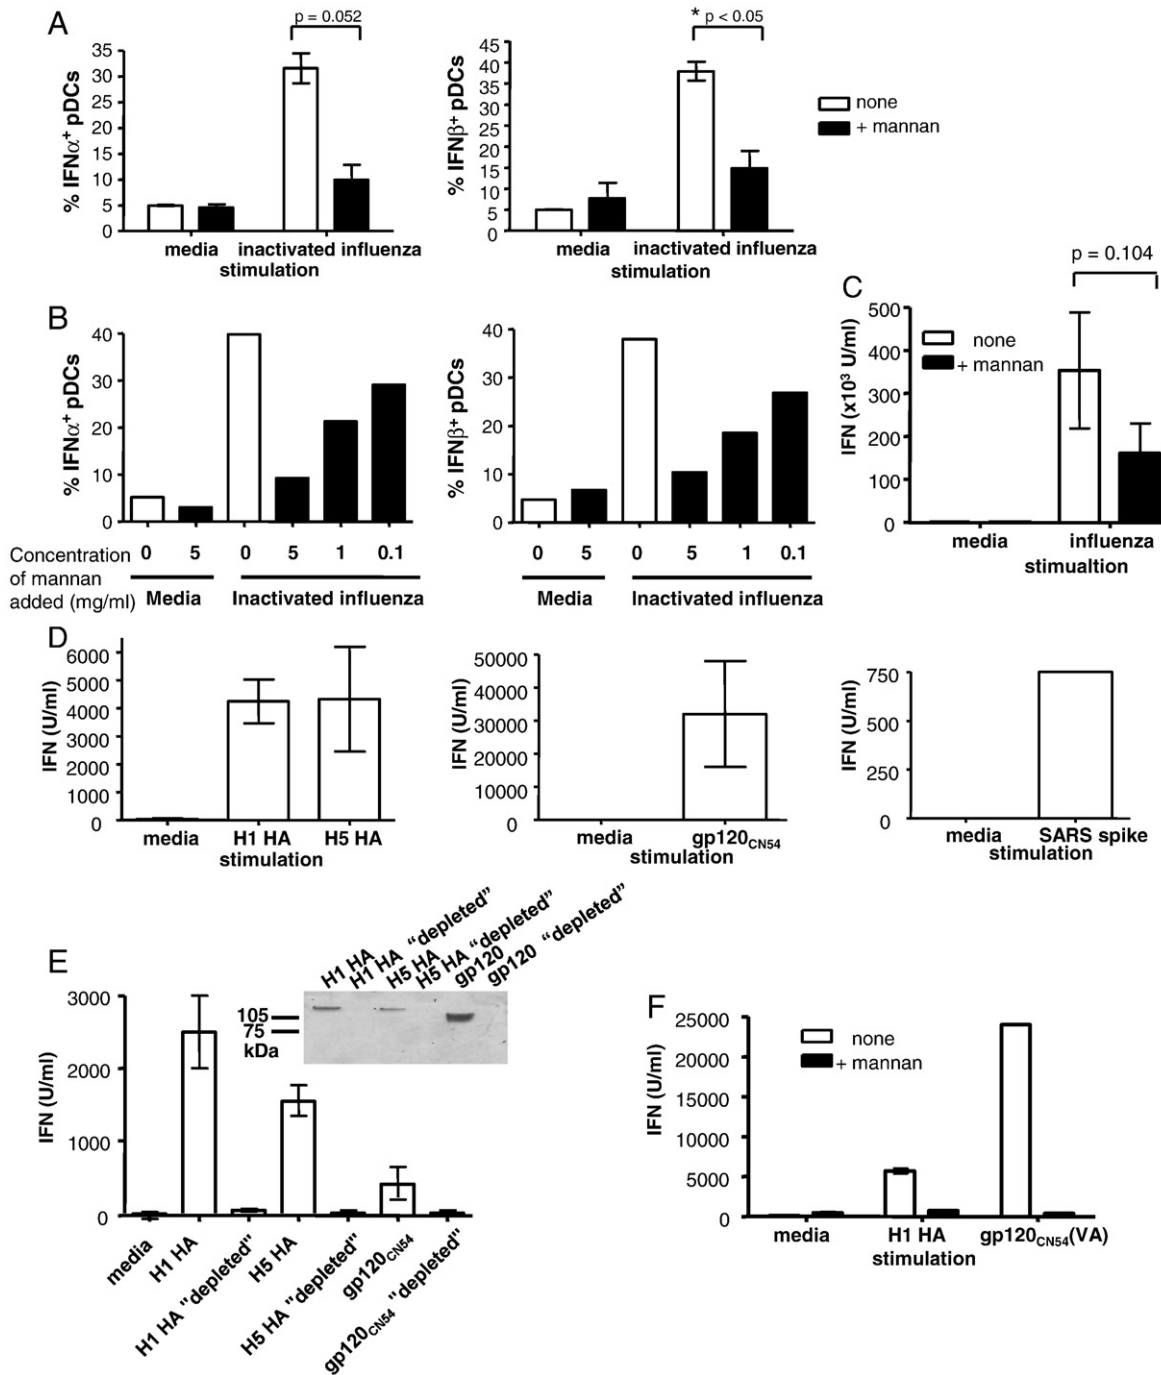 A
p = 0.052
* p < 0.05
% IFNα+ pDCs
35
30
25
20
15
10
5
0
media inactivated influenza
stimulation
% IFNβ+ pDCs
45
40
35
30
25
20
15
10
5
0
media inactivated influenza
stimulation
none
+ mannan
B
% IFNα+ pDCs
40
30
20
10
0
0 5 0 5 1 0.1
Concentration
of mannan
added (mg/ml)
Media Inactivated influenza
% IFNβ+ pDCs
40
30
20
10
0
0 5 0 5 1 0.1
Media Inactivated influenza
C
p = 0.104
IFN (x10³ U/ml)
500
400
300
200
100
0
none
+ mannan
media influenza
stimualtion
D
IFN (U/ml)
6000
5000
4000
3000
2000
1000
0
media H1 HA H5 HA
stimulation
IFN (U/ml)
50000
40000
30000
20000
10000
0
media gp120CN54
stimulation
IFN (U/ml)
750
500
250
0
media SARS spike
stimulation
E
H1 HA
H1 HA “depleted”
H5 HA
H5 HA “depleted”
gp120
gp120 “depleted”
105
75
kDa
IFN (U/ml)
3000
2000
1000
0
media
H1 HA
H1 HA "depleted"
H5 HA
H5 HA "depleted"
gp120CN54
gp120CN54 "depleted"
F
IFN (U/ml)
25000
20000
15000
10000
5000
0
none
+ mannan
media H1 HA gp120CN54(VA)
stimulation